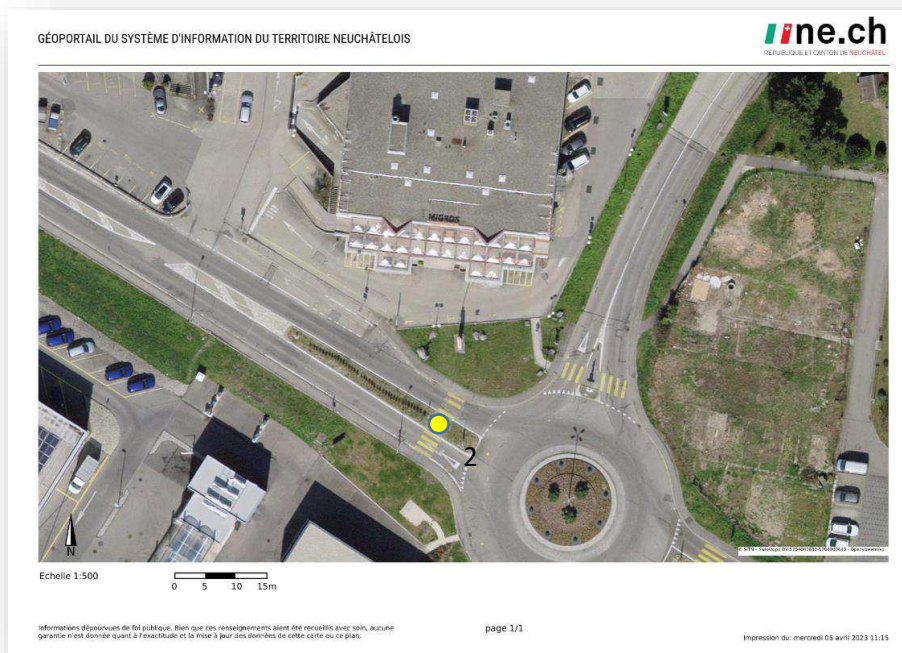 GÉOPORTAIL DU SYSTÈME D'INFORMATION DU TERRITOIRE NEUCHÂTELOIS
ne.ch
RÉPUBLIQUE ET CANTON DE NEUCHÂTEL
MIGROS
2
N
Echelle 1:500
0 5 10 15m
Informations dépourvues de foi publique. Bien que ces renseignements aient été recueillis avec soin, aucune
garantie n'est donnée quant à l'exactitude et la mise à jour des données de cette carte ou ce plan.
page 1/1
Impression du: mercredi 05 avril 2023 11:15